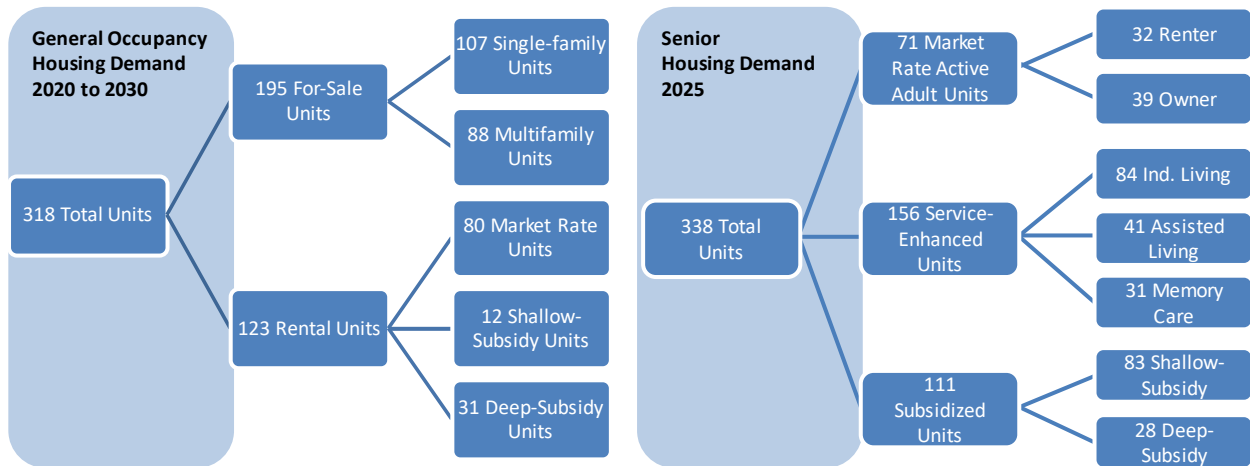 General Occupancy
Housing Demand
2020 to 2030
318 Total Units
195 For-Sale
Units
107 Single-family
Units
88 Multifamily
Units
123 Rental Units
80 Market Rate
Units
12 Shallow-
Subsidy Units
31 Deep-Subsidy
Units
Senior
Housing Demand
2025
338 Total
Units
71 Market
Rate Active
Adult Units
32 Renter
39 Owner
156 Service-
Enhanced
Units
84 Ind. Living
41 Assisted
Living
31 Memory
Care
111
Subsidized
Units
83 Shallow-
Subsidy
28 Deep-
Subsidy